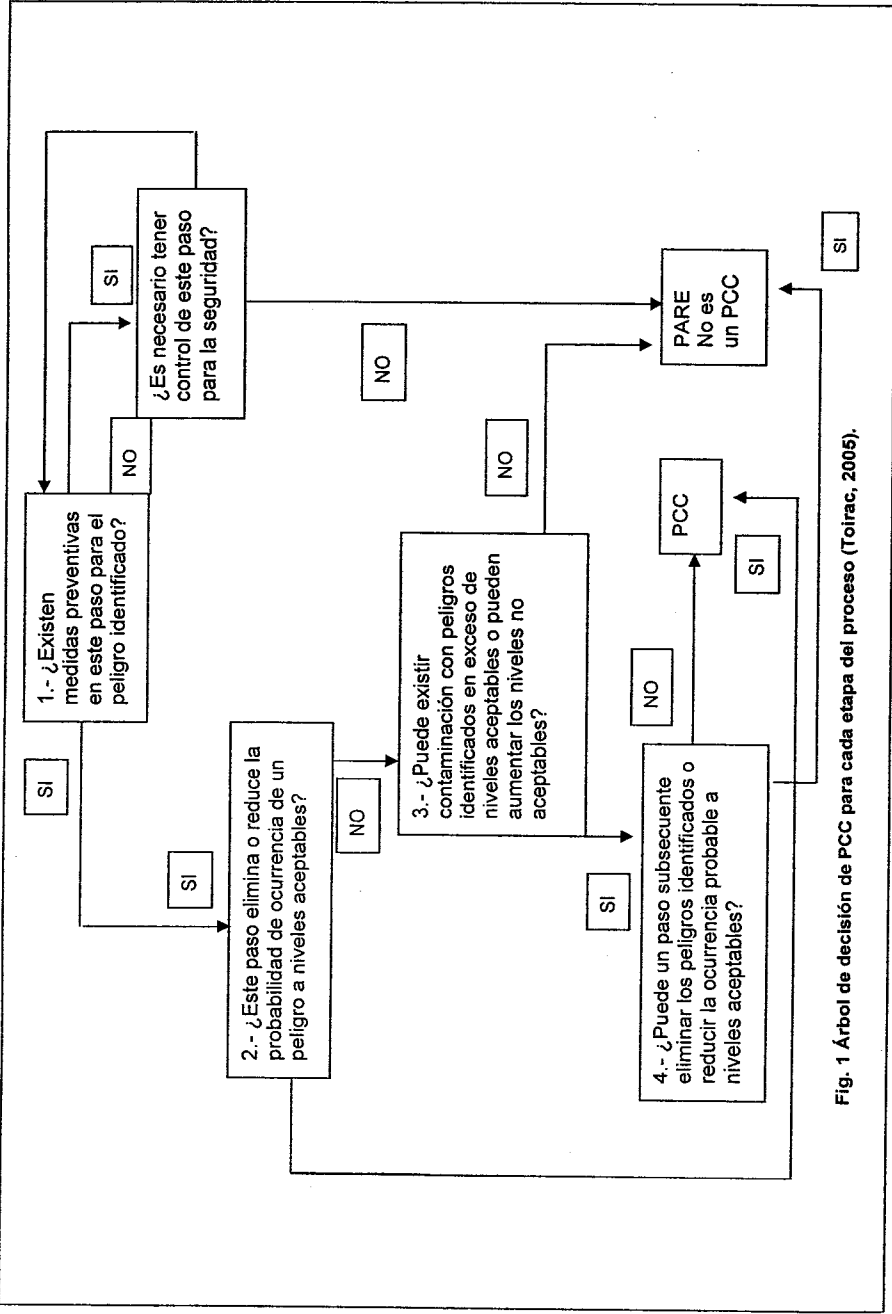 1.- ¿Existen
medidas preventivas
en este paso para el
peligro identificado?
NO
SI
¿Es necesario tener
control de este paso
para la seguridad?
SI
SI
2.- ¿Este paso elimina o reduce la
probabilidad de ocurrencia de un
peligro a niveles aceptables?
NO
NO
3.- ¿Puede existir
contaminación con peligros
identificados en exceso de
niveles aceptables o pueden
aumentar los niveles no
aceptables?
NO
SI
PARE
No es
un PCC
4.- ¿Puede un paso subsecuente
eliminar los peligros identificados o
reducir la ocurrencia probable a
niveles aceptables?
NO
PCC
SI
SI
Fig. 1 Árbol de decisión de PCC para cada etapa del proceso (Toirac, 2005).